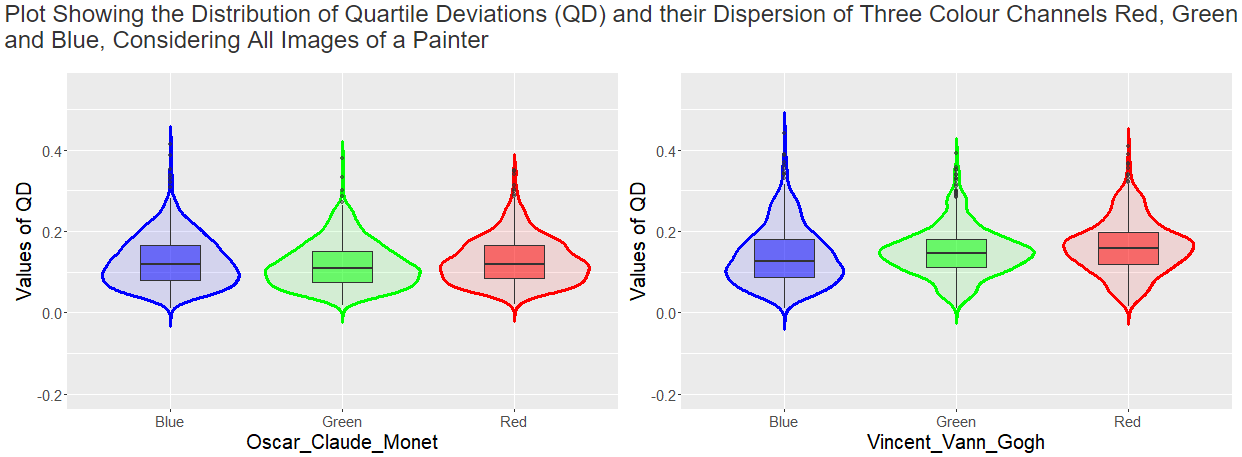 Plot Showing the Distribution of Quartile Deviations (QD) and their Dispersion of Three Colour Channels Red, Green
and Blue, Considering All Images of a Painter
Values of QD
0.4
0.2
0.0
-0.2
Blue Green Red
Oscar_Claude_Monet
Values of QD
0.4
0.2
0.0
-0.2
Blue Green Red
Vincent_Vann_Gogh